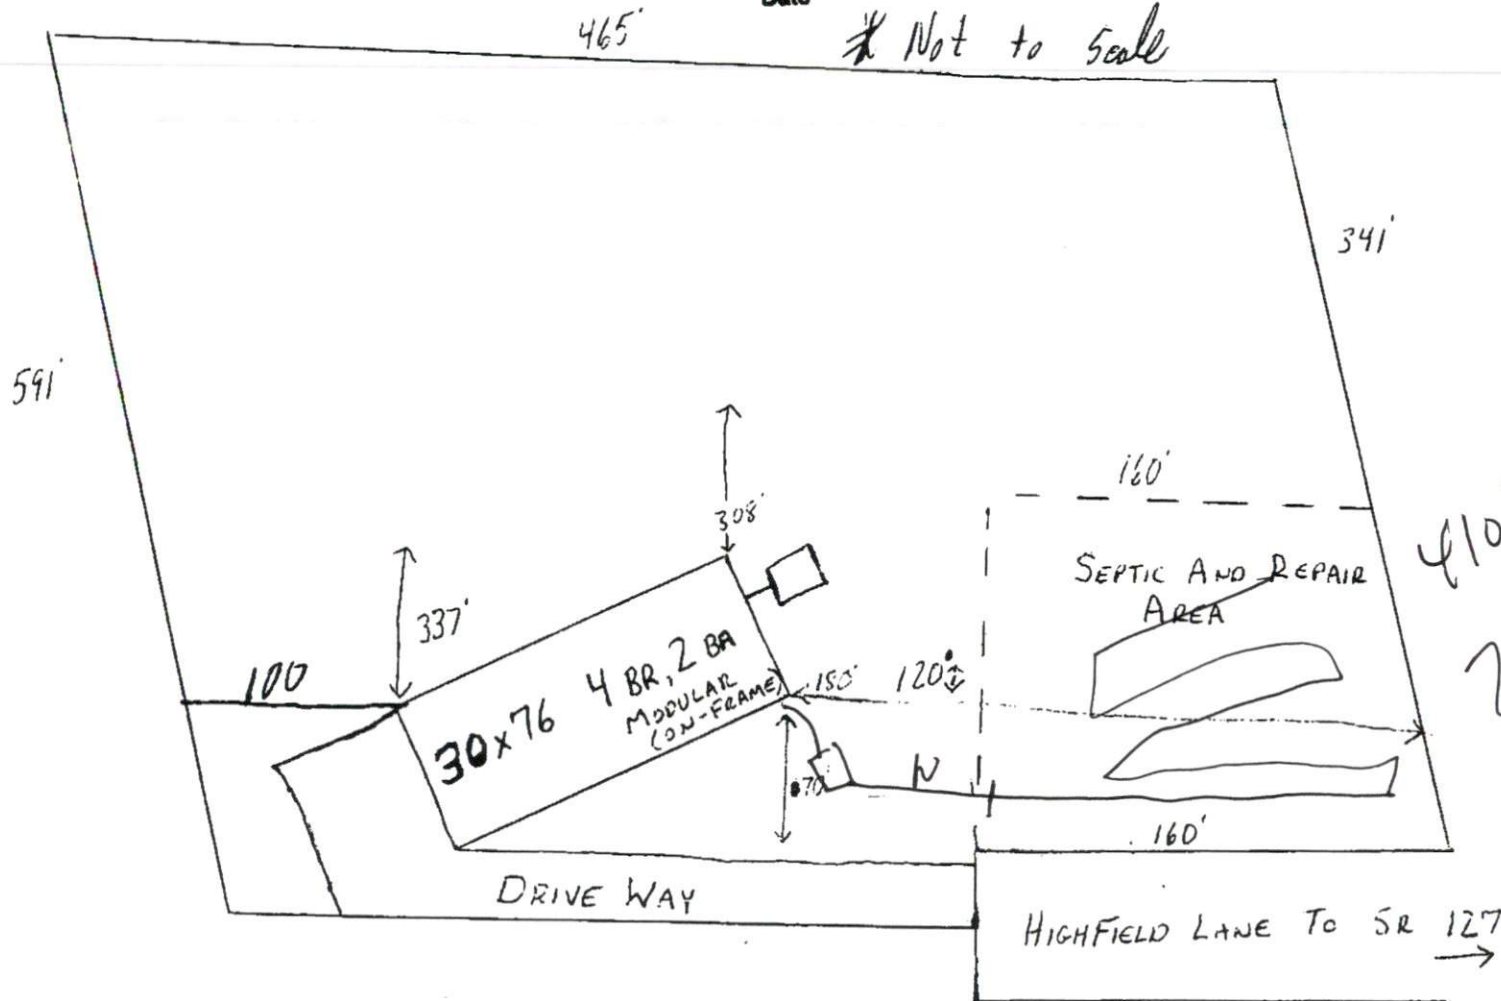 465'
* Not to Scale
341'
591'
160'
308'
SEPTIC AND REPAIR
AREA
410
337'
100
30x76 4 BR, 2 BA
MODULAR
(ON-FRAME)
120'
70'
160'
DRIVE WAY
HIGHFIELD LANE TO SR 127